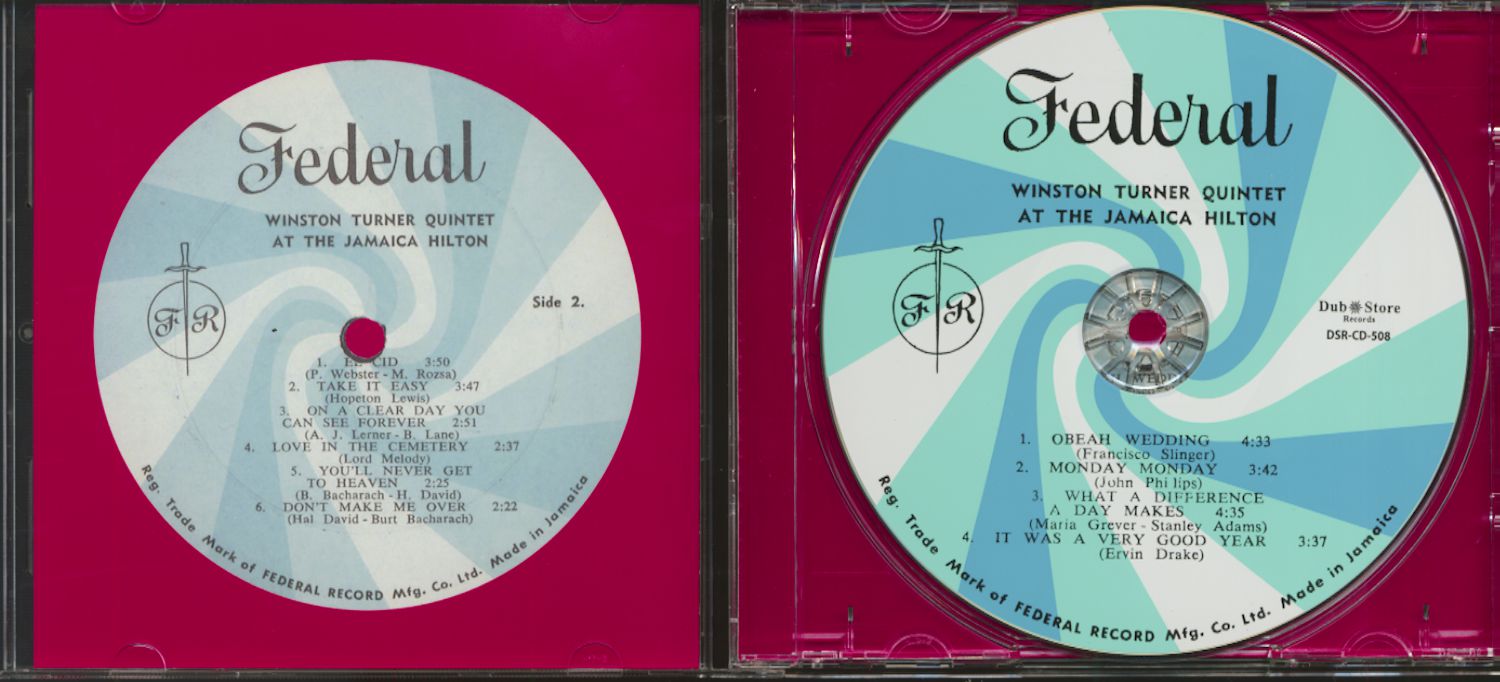 Federal
WINSTON TURNER QUINTET
AT THE JAMAICA HILTON
F R
Side 2.
1. EL CID 3:50
(P. Webster - M. Rozsa)
2. TAKE IT EASY 3:47
(Hopeton Lewis)
3. ON A CLEAR DAY YOU
CAN SEE FOREVER 2:51
(A. J. Lerner - B. Lane)
4. LOVE IN THE CEMETERY 2:37
(Lord Melody)
5. YOU'LL NEVER GET
TO HEAVEN 2:25
(B. Bacharach - H. David)
6. DON'T MAKE ME OVER 2:22
(Hal David - Burt Bacharach)
Reg. Trade Mark of FEDERAL RECORD Mfg. Co. Ltd. Made in Jamaica
Federal
WINSTON TURNER QUINTET
AT THE JAMAICA HILTON
F R
Dub Store
Records
DSR-CD-508
1. OBEAH WEDDING 4:33
(Francisco Slinger)
2. MONDAY MONDAY 3:42
(John Phillips)
3. WHAT A DIFFERENCE
A DAY MAKES 4:35
(Maria Grever - Stanley Adams)
4. IT WAS A VERY GOOD YEAR 3:37
(Ervin Drake)
Reg. Trade Mark of FEDERAL RECORD Mfg. Co. Ltd. Made in Jamaica